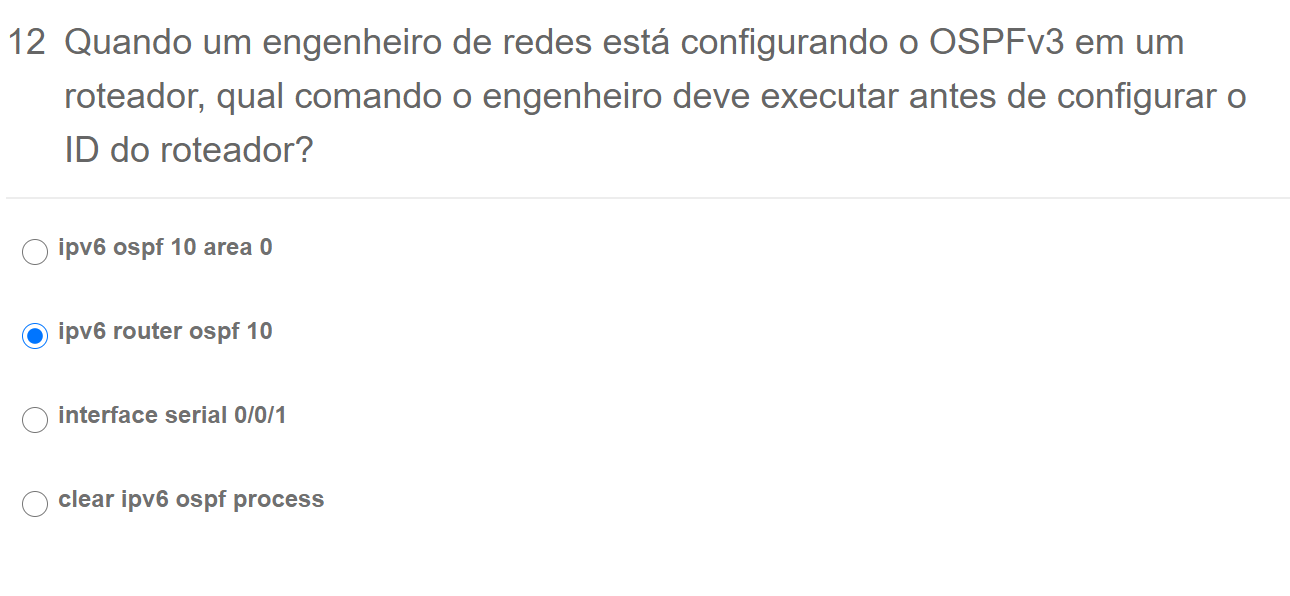 12 Quando um engenheiro de redes está configurando o OSPFv3 em um
roteador, qual comando o engenheiro deve executar antes de configurar o
ID do roteador?
ipv6 ospf 10 area 0
ipv6 router ospf 10
interface serial 0/0/1
clear ipv6 ospf process